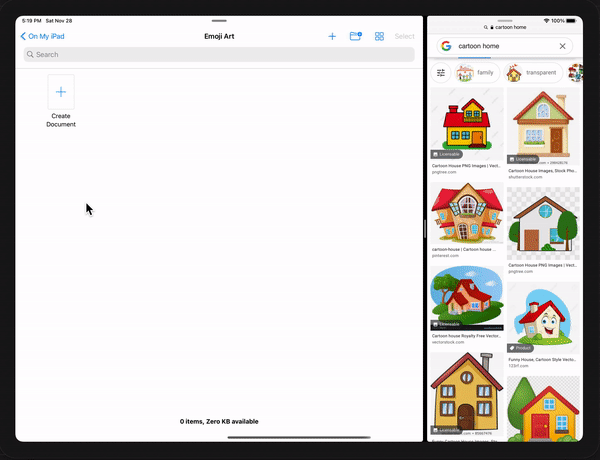 5:19 PM Sat Nov 28
100%
cartoon home
On My iPad
Emoji Art
Select
Search
Create
Document
0 items, Zero KB available
cartoon home
family
transparent
Licensable
Cartoon House PNG Images | Vect...
pngtree.com
Licensable
Cartoon House Images, Stock Pho...
shutterstock.com
cartoon-house | Cartoon house ...
pinterest.com
Cartoon House PNG Images | Vect...
pngtree.com
Licensable
Cartoon house Royalty Free Vector...
vectorstock.com
Product
Funny House, Cartoon Style Vecto...
123rf.com
Licensable